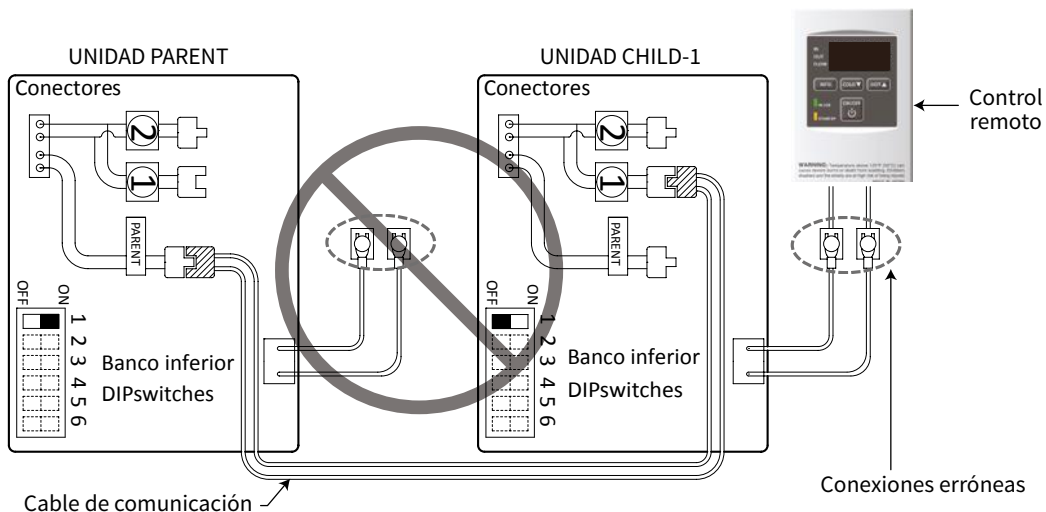 UNIDAD PARENT
Conectores
2
1
PARENT
OFF
ON
1
2
3
4
5
6
Banco inferior
DIPswitches
UNIDAD CHILD-1
Conectores
2
1
PARENT
OFF
ON
1
2
3
4
5
6
Banco inferior
DIPswitches
Control
remoto
WARNING:
Conexiones erróneas
Cable de comunicación